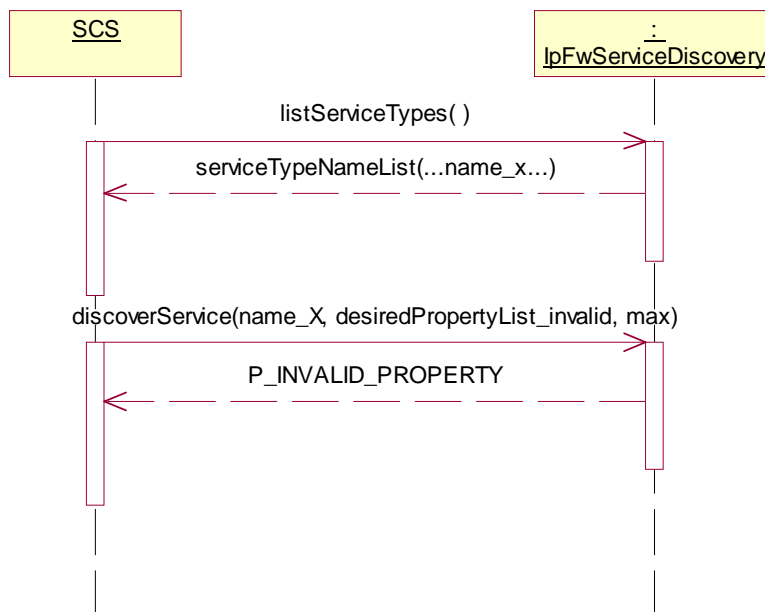 SCS
:
IpFwServiceDiscovery
listServiceTypes( )
serviceTypeNameList(...name_x...)
discoverService(name_X, desiredPropertyList_invalid, max)
P_INVALID_PROPERTY